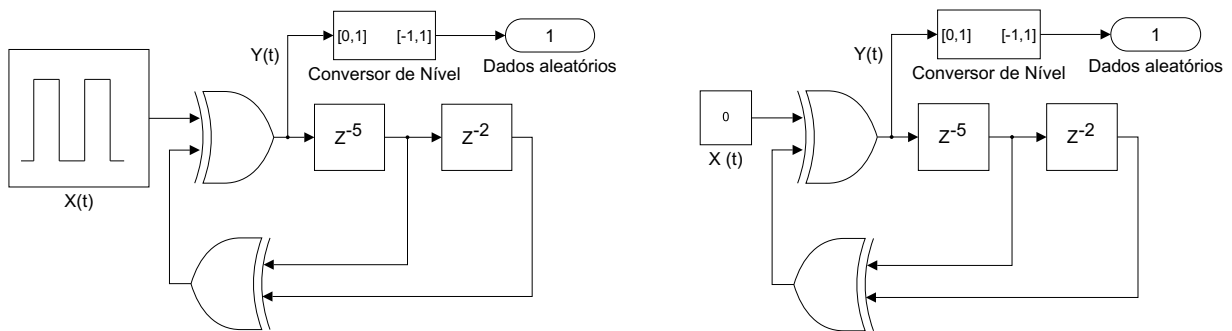 [0,1] [-1,1]
1
Y(t)
Conversor de Nível
Dados aleatórios
Z-5
Z-2
X(t)
[0,1] [-1,1]
1
Y(t)
Conversor de Nível
Dados aleatórios
0
Z-5
Z-2
X (t)